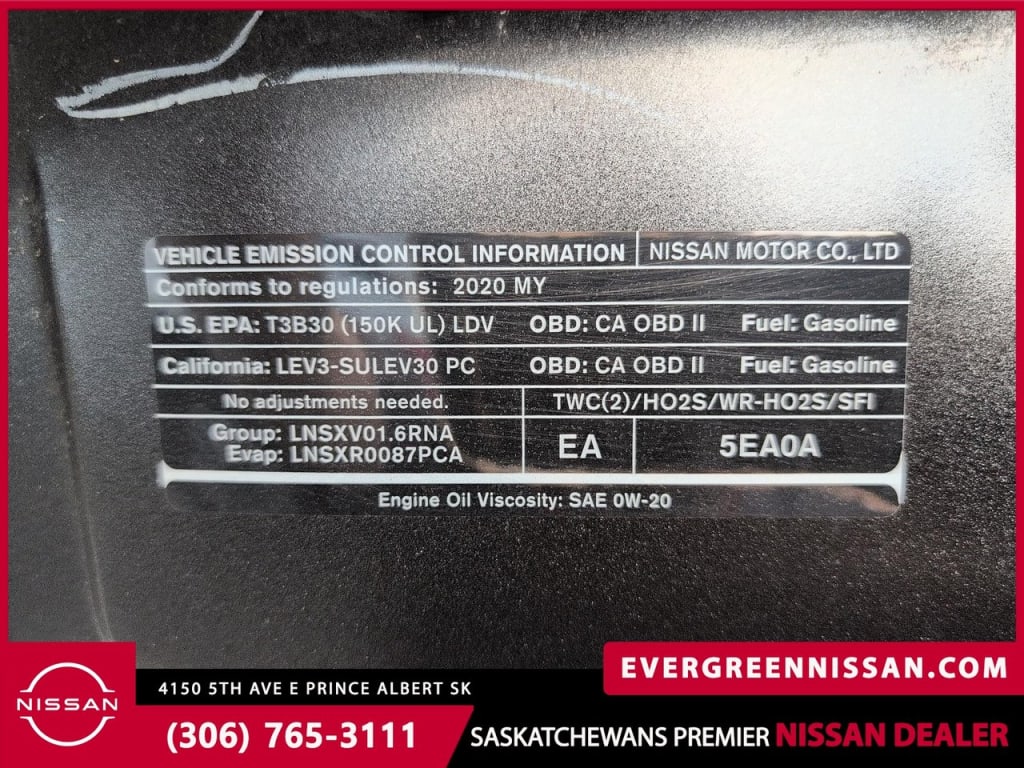 VEHICLE EMISSION CONTROL INFORMATION NISSAN MOTOR CO., LTD
Conforms to regulations: 2020 MY
U.S. EPA: T3B30 (150K UL) LDV OBD: CA OBD II Fuel: Gasoline
California: LEV3-SULEV30 PC OBD: CA OBD II Fuel: Gasoline
No adjustments needed. TWC(2)/HO2S/WR-HO2S/SFI
Group: LNSXV01.6RNA
Evap: LNSXR0087PCA
EA 5EA0A
Engine Oil Viscosity: SAE 0W-20
EVERGREENNISSAN.COM
NISSAN
4150 5TH AVE E PRINCE ALBERT SK
(306) 765-3111
SASKATCHEWANS PREMIER NISSAN DEALER